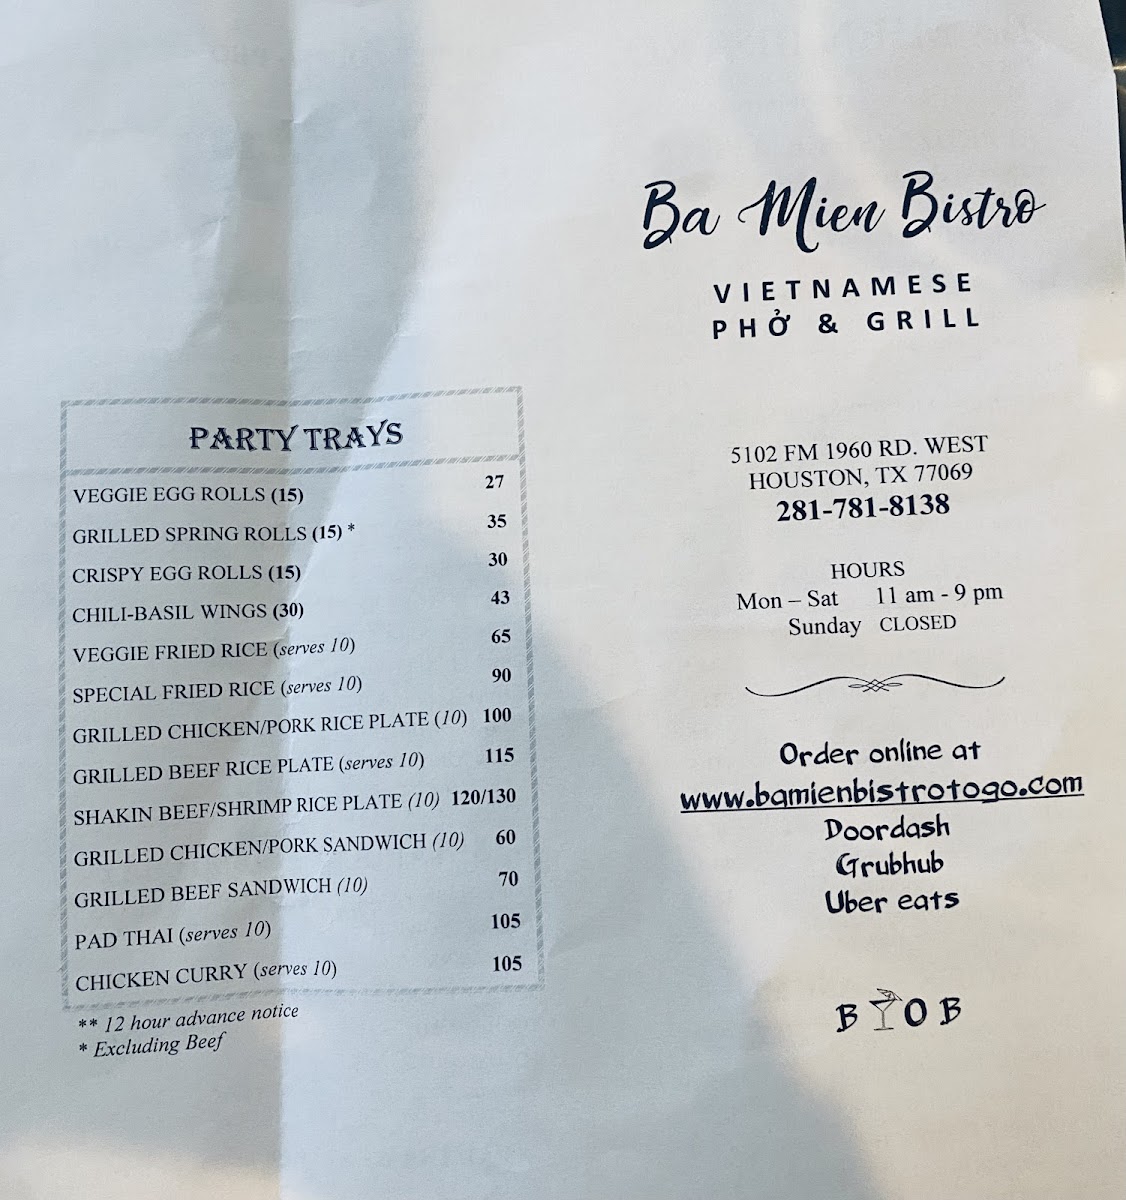 Ba Mien Bistro
VIETNAMESE
PHỞ & GRILL
5102 FM 1960 RD. WEST
HOUSTON, TX 77069
281-781-8138
HOURS
Mon – Sat 11 am - 9 pm
Sunday CLOSED
Order online at
www.bamienbistrotogo.com
Doordash
Grubhub
Uber eats
BYOB
PARTY TRAYS
VEGGIE EGG ROLLS (15) 27
GRILLED SPRING ROLLS (15) * 35
CRISPY EGG ROLLS (15) 30
CHILI-BASIL WINGS (30) 43
VEGGIE FRIED RICE (serves 10) 65
SPECIAL FRIED RICE (serves 10) 90
GRILLED CHICKEN/PORK RICE PLATE (10) 100
GRILLED BEEF RICE PLATE (serves 10) 115
SHAKIN BEEF/SHRIMP RICE PLATE (10) 120/130
GRILLED CHICKEN/PORK SANDWICH (10) 60
GRILLED BEEF SANDWICH (10) 70
PAD THAI (serves 10) 105
CHICKEN CURRY (serves 10) 105
** 12 hour advance notice
* Excluding Beef